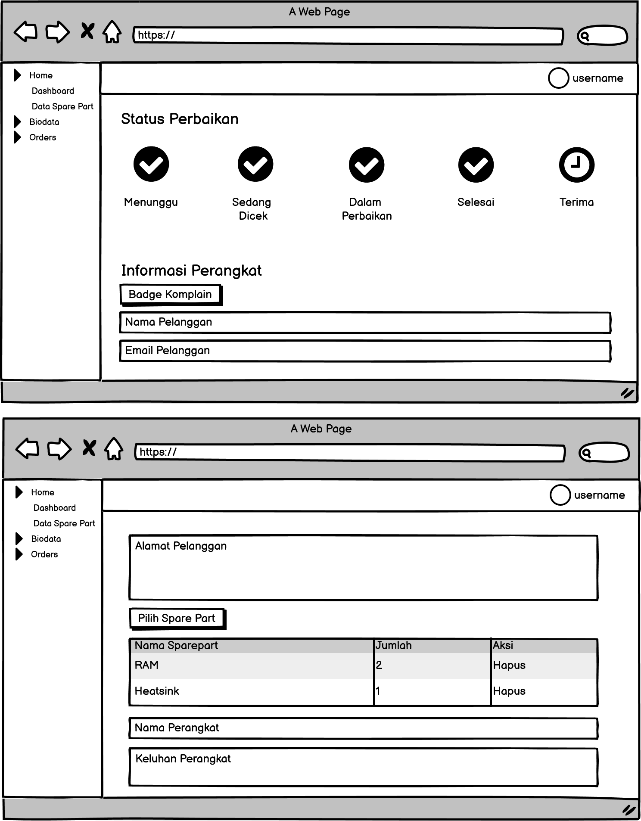 A Web Page
https://
username
Home
Dashboard
Data Spare Part
Biodata
Orders
Status Perbaikan
Menunggu
Sedang
Dicek
Dalam
Perbaikan
Selesai
Terima
Informasi Perangkat
Badge Komplain
Nama Pelanggan
Email Pelanggan
A Web Page
https://
username
Home
Dashboard
Data Spare Part
Biodata
Orders
Alamat Pelanggan
Pilih Spare Part
Nama Sparepart Jumlah Aksi
RAM 2 Hapus
Heatsink 1 Hapus
Nama Perangkat
Keluhan Perangkat